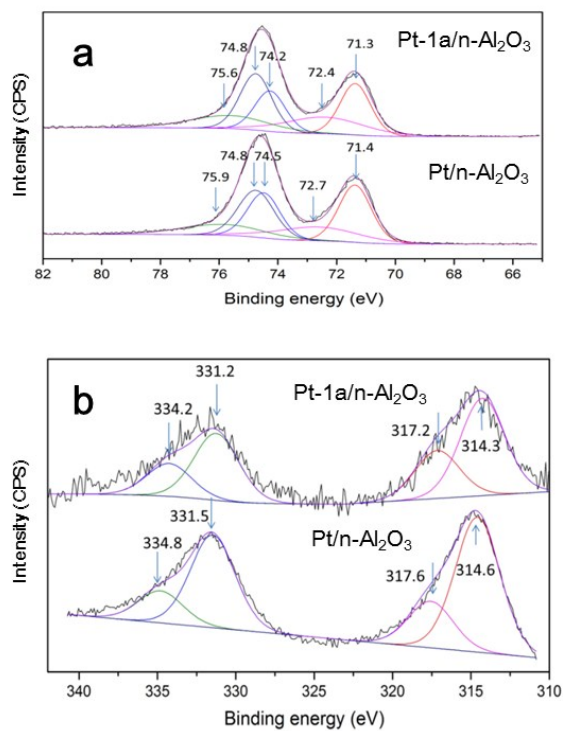 a
Pt-1a/n-Al₂O₃
74.8
74.2
75.6
72.4
71.3
Pt/n-Al₂O₃
74.8
74.5
75.9
72.7
71.4
Intensity (CPS)
82 80 78 76 74 72 70 68 66
Binding energy (eV)
b
Pt-1a/n-Al₂O₃
334.2
331.2
317.2
314.3
Pt/n-Al₂O₃
334.8
331.5
317.6
314.6
Intensity (CPS)
340 335 330 325 320 315 310
Binding energy (eV)